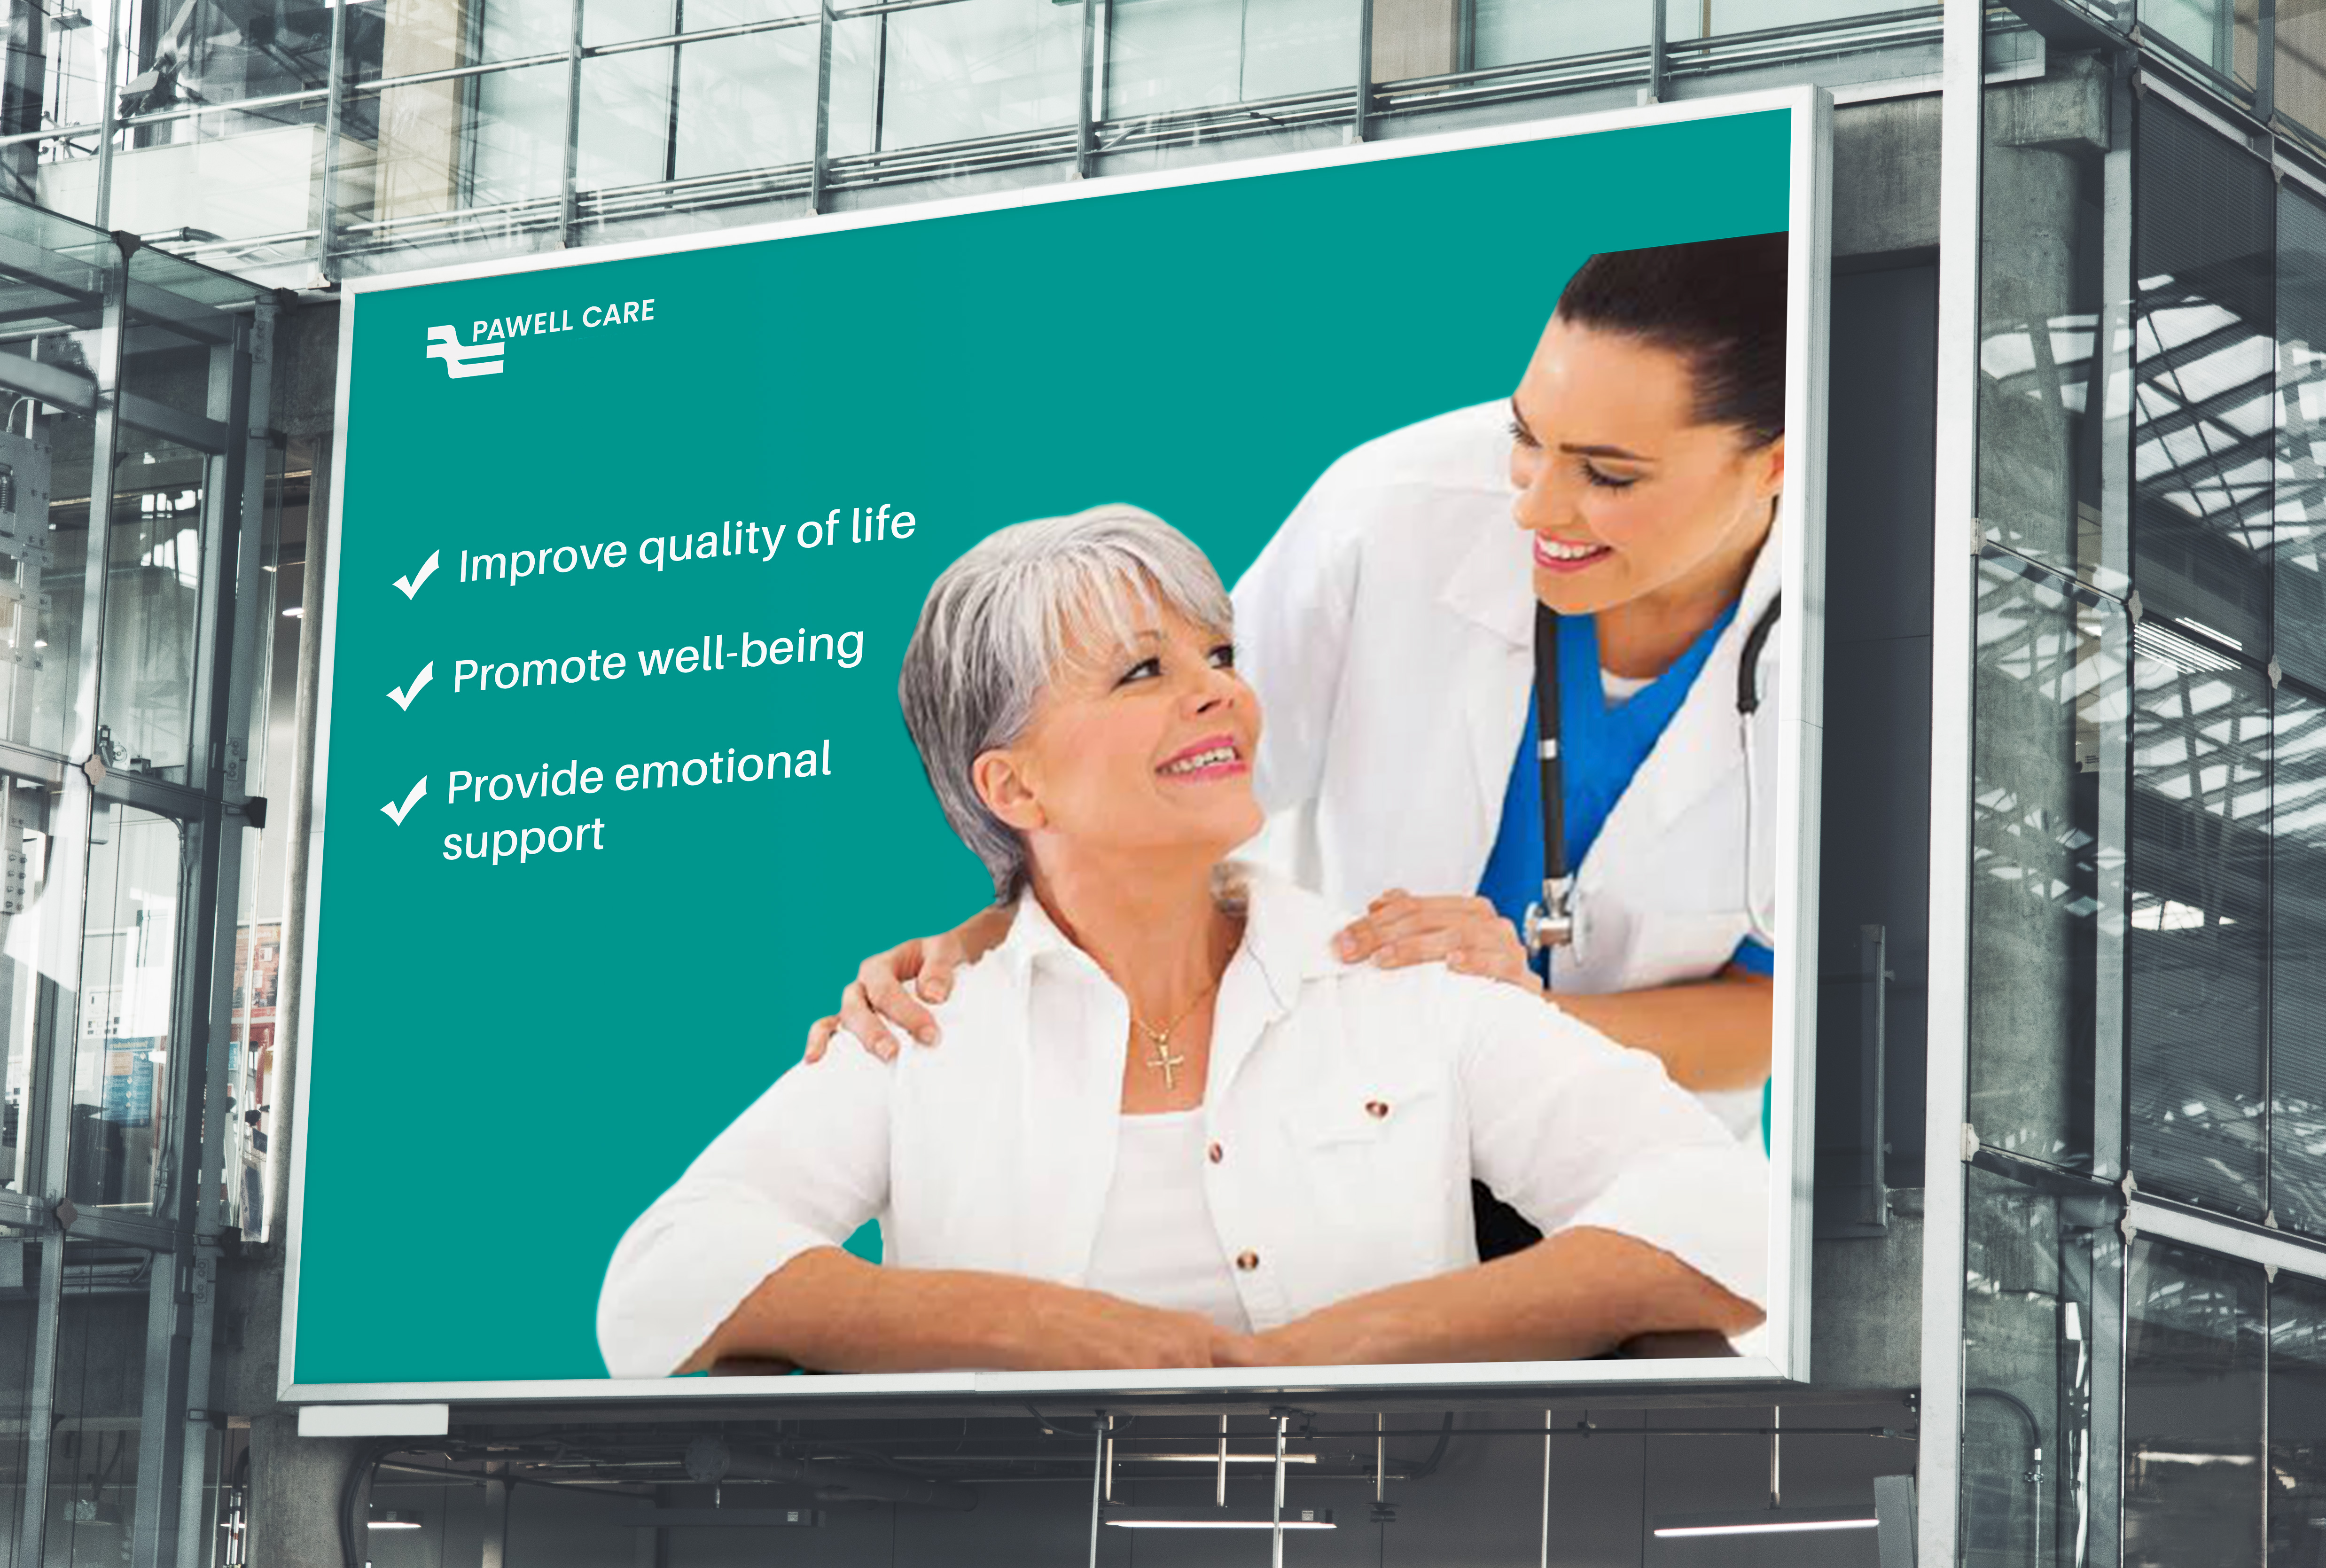 PAWELL CARE
Improve quality of life
Promote well-being
Provide emotional
support